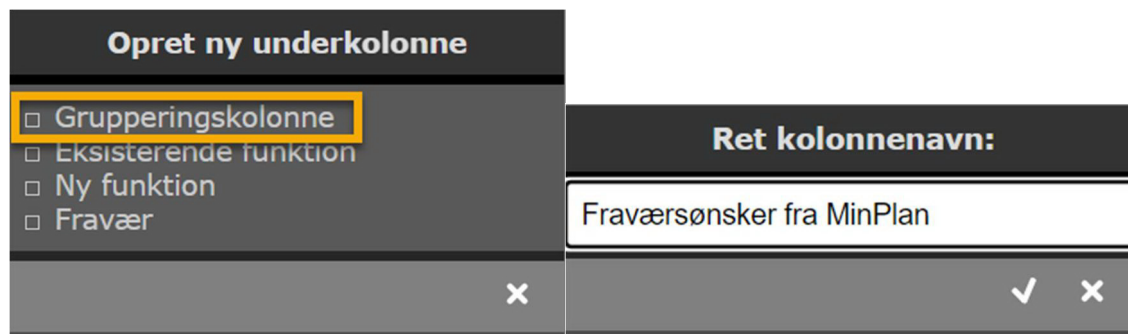 Opret ny underkolonne
Grupperingskolonne
Eksisterende funktion
Ny funktion
Fravær
Ret kolonnenavn:
Fraværsønsker fra MinPlan